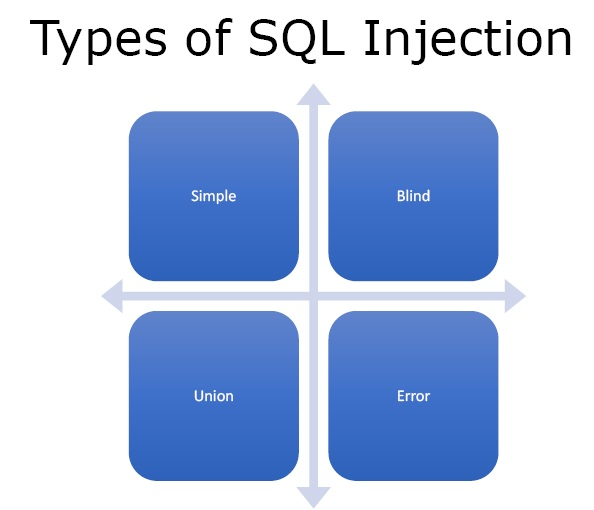 Types of SQL Injection
Simple
Blind
Union
Error